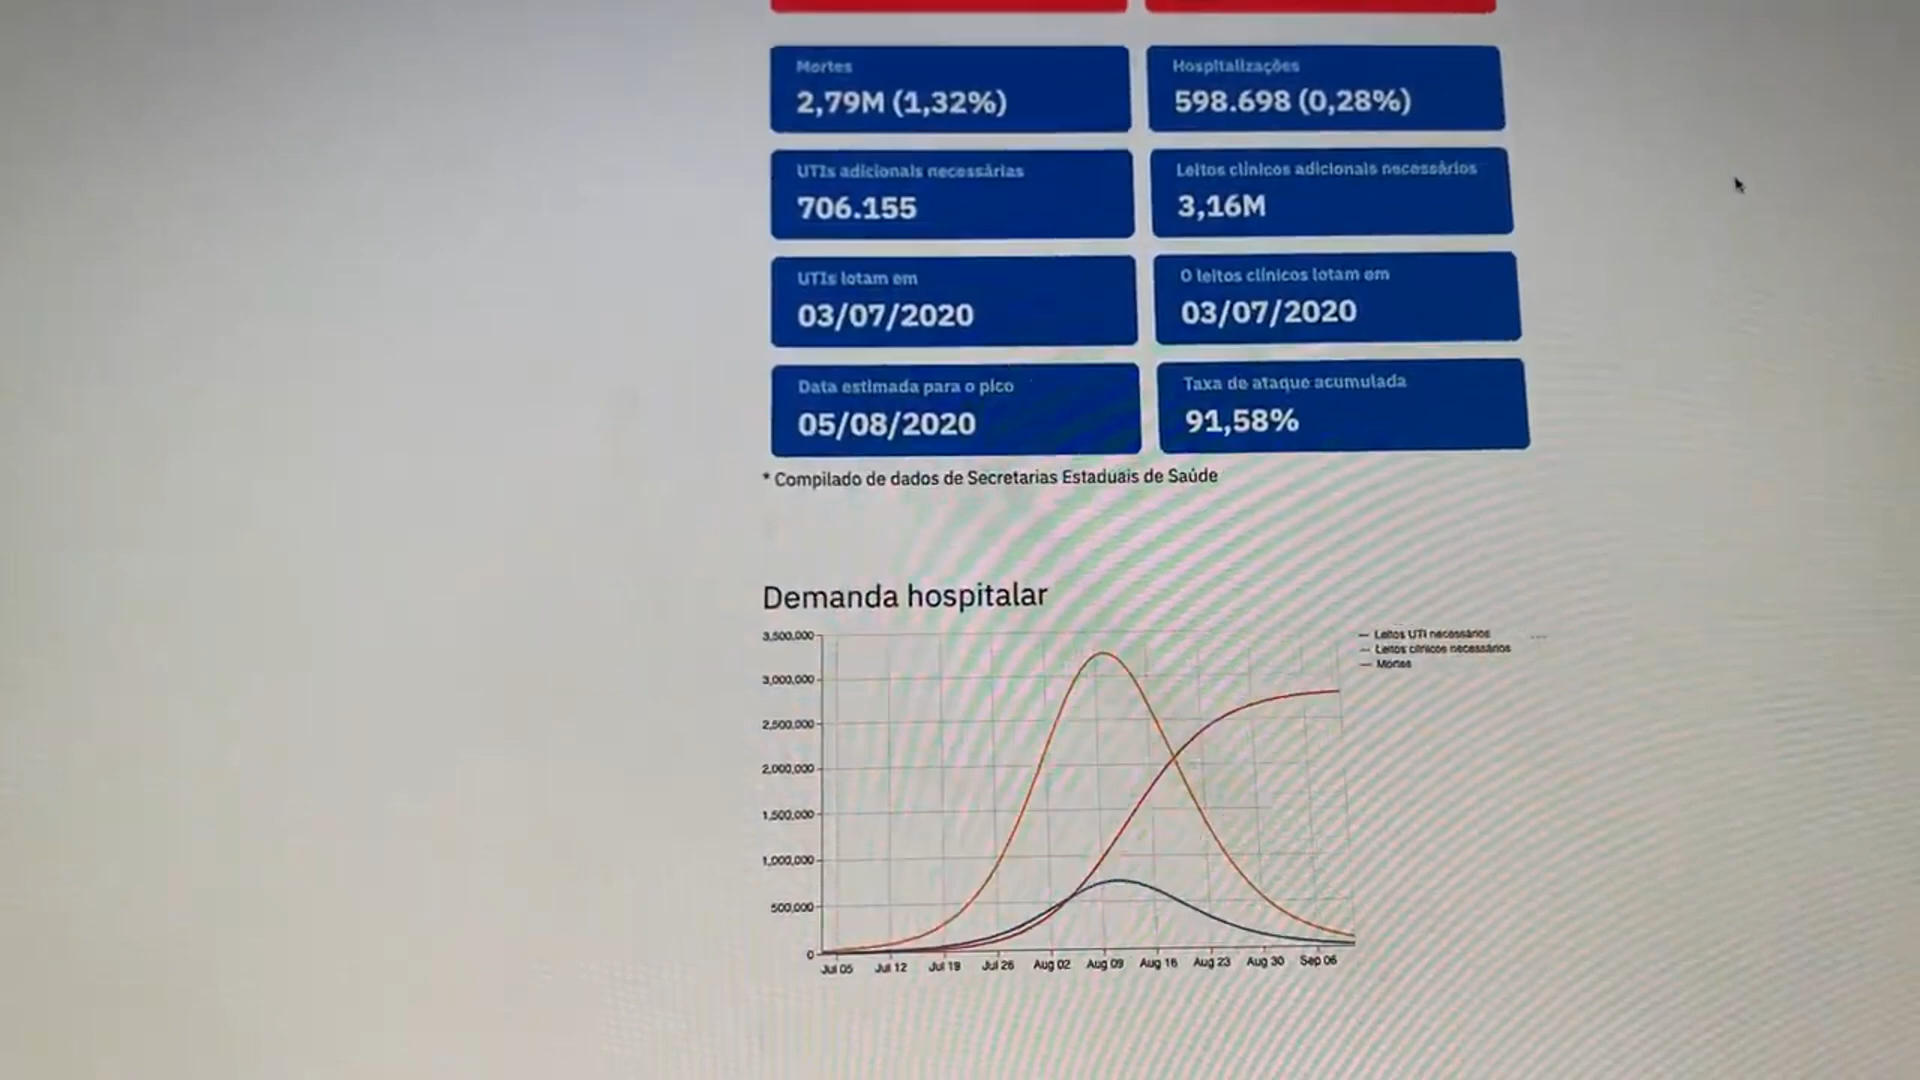 Mortes
2,79M (1,32%)
Hospitalizações
598.698 (0,28%)
UTIs adicionais necessárias
706.155
Leitos clínicos adicionais necessários
3,16M
UTIs lotam em
03/07/2020
O leitos clínicos lotam em
03/07/2020
Data estimada para o pico
05/08/2020
Taxa de ataque acumulada
91,58%
* Compilado de dados de Secretarias Estaduais de Saúde
Demanda hospitalar
3,500,000
3,000,000
2,500,000
2,000,000
1,500,000
1,000,000
500,000
0
Jul 05 Jul 12 Jul 19 Jul 26 Aug 02 Aug 09 Aug 16 Aug 23 Aug 30 Sep 06
Leitos UTI necessários
Leitos clínicos necessários
Mortes